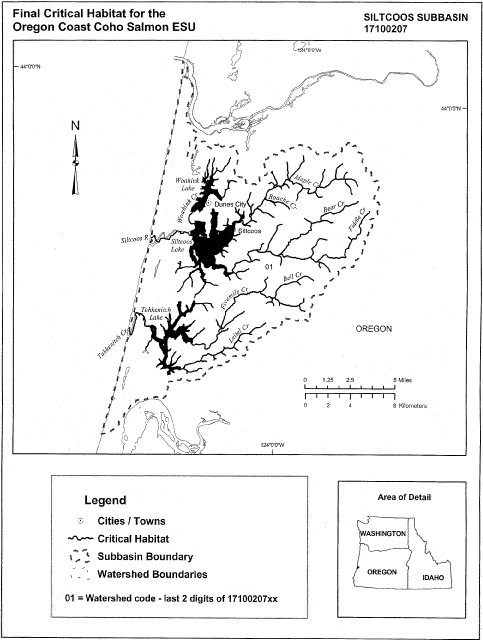 Final Critical Habitat for the
Oregon Coast Coho Salmon ESU
SILTCOOS SUBBASIN
17100207
124°0'0"W
44°0'0"N
44°0'0"N
N
Woahink
Lake
Woahink Cr
Dunes City
Maple Cr
Roache Cr
Bear Cr
Fiddle Cr
Siltcoos R
Siltcoos
Lake
Siltcoos
01
Bell Cr
Fivemile Cr
Tahkenitch
Lake
Tahkenitch Cr
Leitel Cr
OREGON
0 1.25 2.5 5 Miles
0 2 4 8 Kilometers
124°0'0"W
Legend
Cities / Towns
Critical Habitat
Subbasin Boundary
Watershed Boundaries
01 = Watershed code - last 2 digits of 17100207xx
Area of Detail
WASHINGTON
OREGON
IDAHO